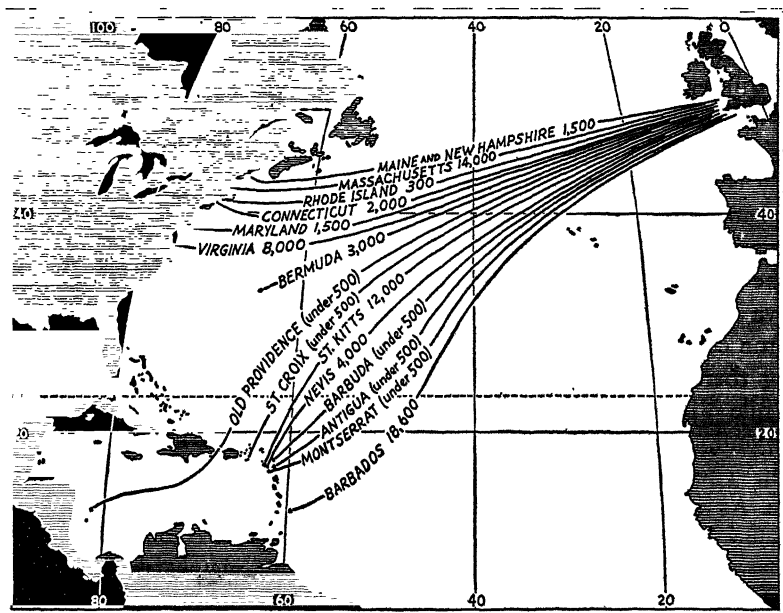 100 80 60 40 20 0
MAINE AND NEW HAMPSHIRE 1,500
MASSACHUSETTS 14,000
RHODE ISLAND 300
CONNECTICUT 2,000
40
40
MARYLAND 1,500
VIRGINIA 8,000
BERMUDA 3,000
OLD PROVIDENCE (under 500)
ST. CROIX (under 500)
ST. KITTS 12,000
NEVIS 4,000
BARBUDA (under 500)
ANTIGUA (under 500)
MONTSERRAT (under 500)
BARBADOS 18,600
20
80 60 40 20 0